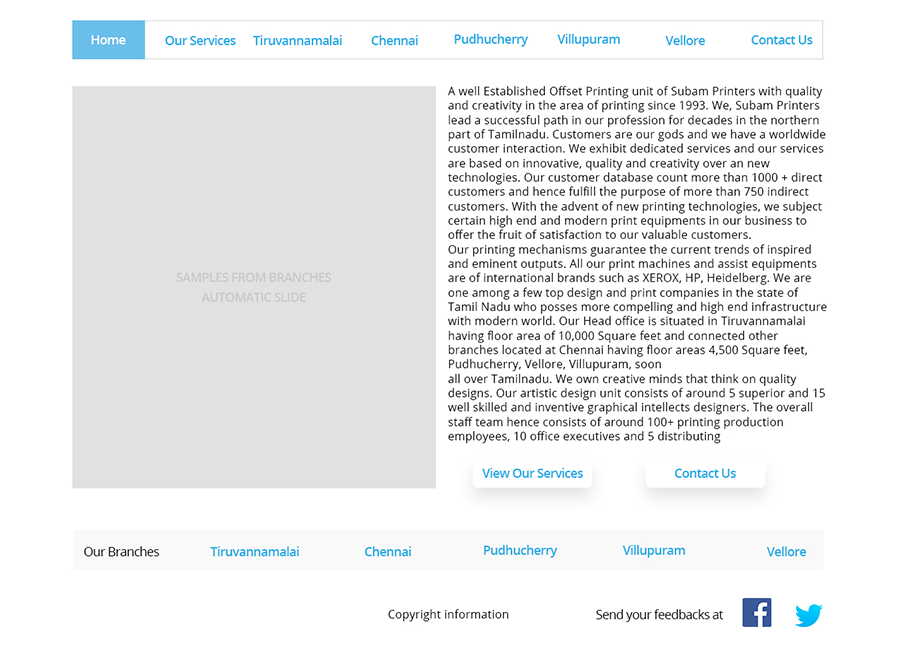 Home Our Services Tiruvannamalai Chennai Pudhucherry Villupuram Vellore Contact Us
SAMPLES FROM BRANCHES
AUTOMATIC SLIDE
A well Established Offset Printing unit of Subam Printers with quality
and creativity in the area of printing since 1993. We, Subam Printers
lead a successful path in our profession for decades in the northern
part of Tamilnadu. Customers are our gods and we have a worldwide
customer interaction. We exhibit dedicated services and our services
are based on innovative, quality and creativity over an new
technologies. Our customer database count more than 1000 + direct
customers and hence fulfill the purpose of more than 750 indirect
customers. With the advent of new printing technologies, we subject
certain high end and modern print equipments in our business to
offer the fruit of satisfaction to our valuable customers.
Our printing mechanisms guarantee the current trends of inspired
and eminent outputs. All our print machines and assist equipments
are of international brands such as XEROX, HP, Heidelberg. We are
one among a few top design and print companies in the state of
Tamil Nadu who posses more compelling and high end infrastructure
with modern world. Our Head office is situated in Tiruvannamalai
having floor area of 10,000 Square feet and connected other
branches located at Chennai having floor areas 4,500 Square feet,
Pudhucherry, Vellore, Villupuram, soon
all over Tamilnadu. We own creative minds that think on quality
designs. Our artistic design unit consists of around 5 superior and 15
well skilled and inventive graphical intellects designers. The overall
staff team hence consists of around 100+ printing production
employees, 10 office executives and 5 distributing
View Our Services Contact Us
Our Branches Tiruvannamalai Chennai Pudhucherry Villupuram Vellore
Copyright information Send your feedbacks at